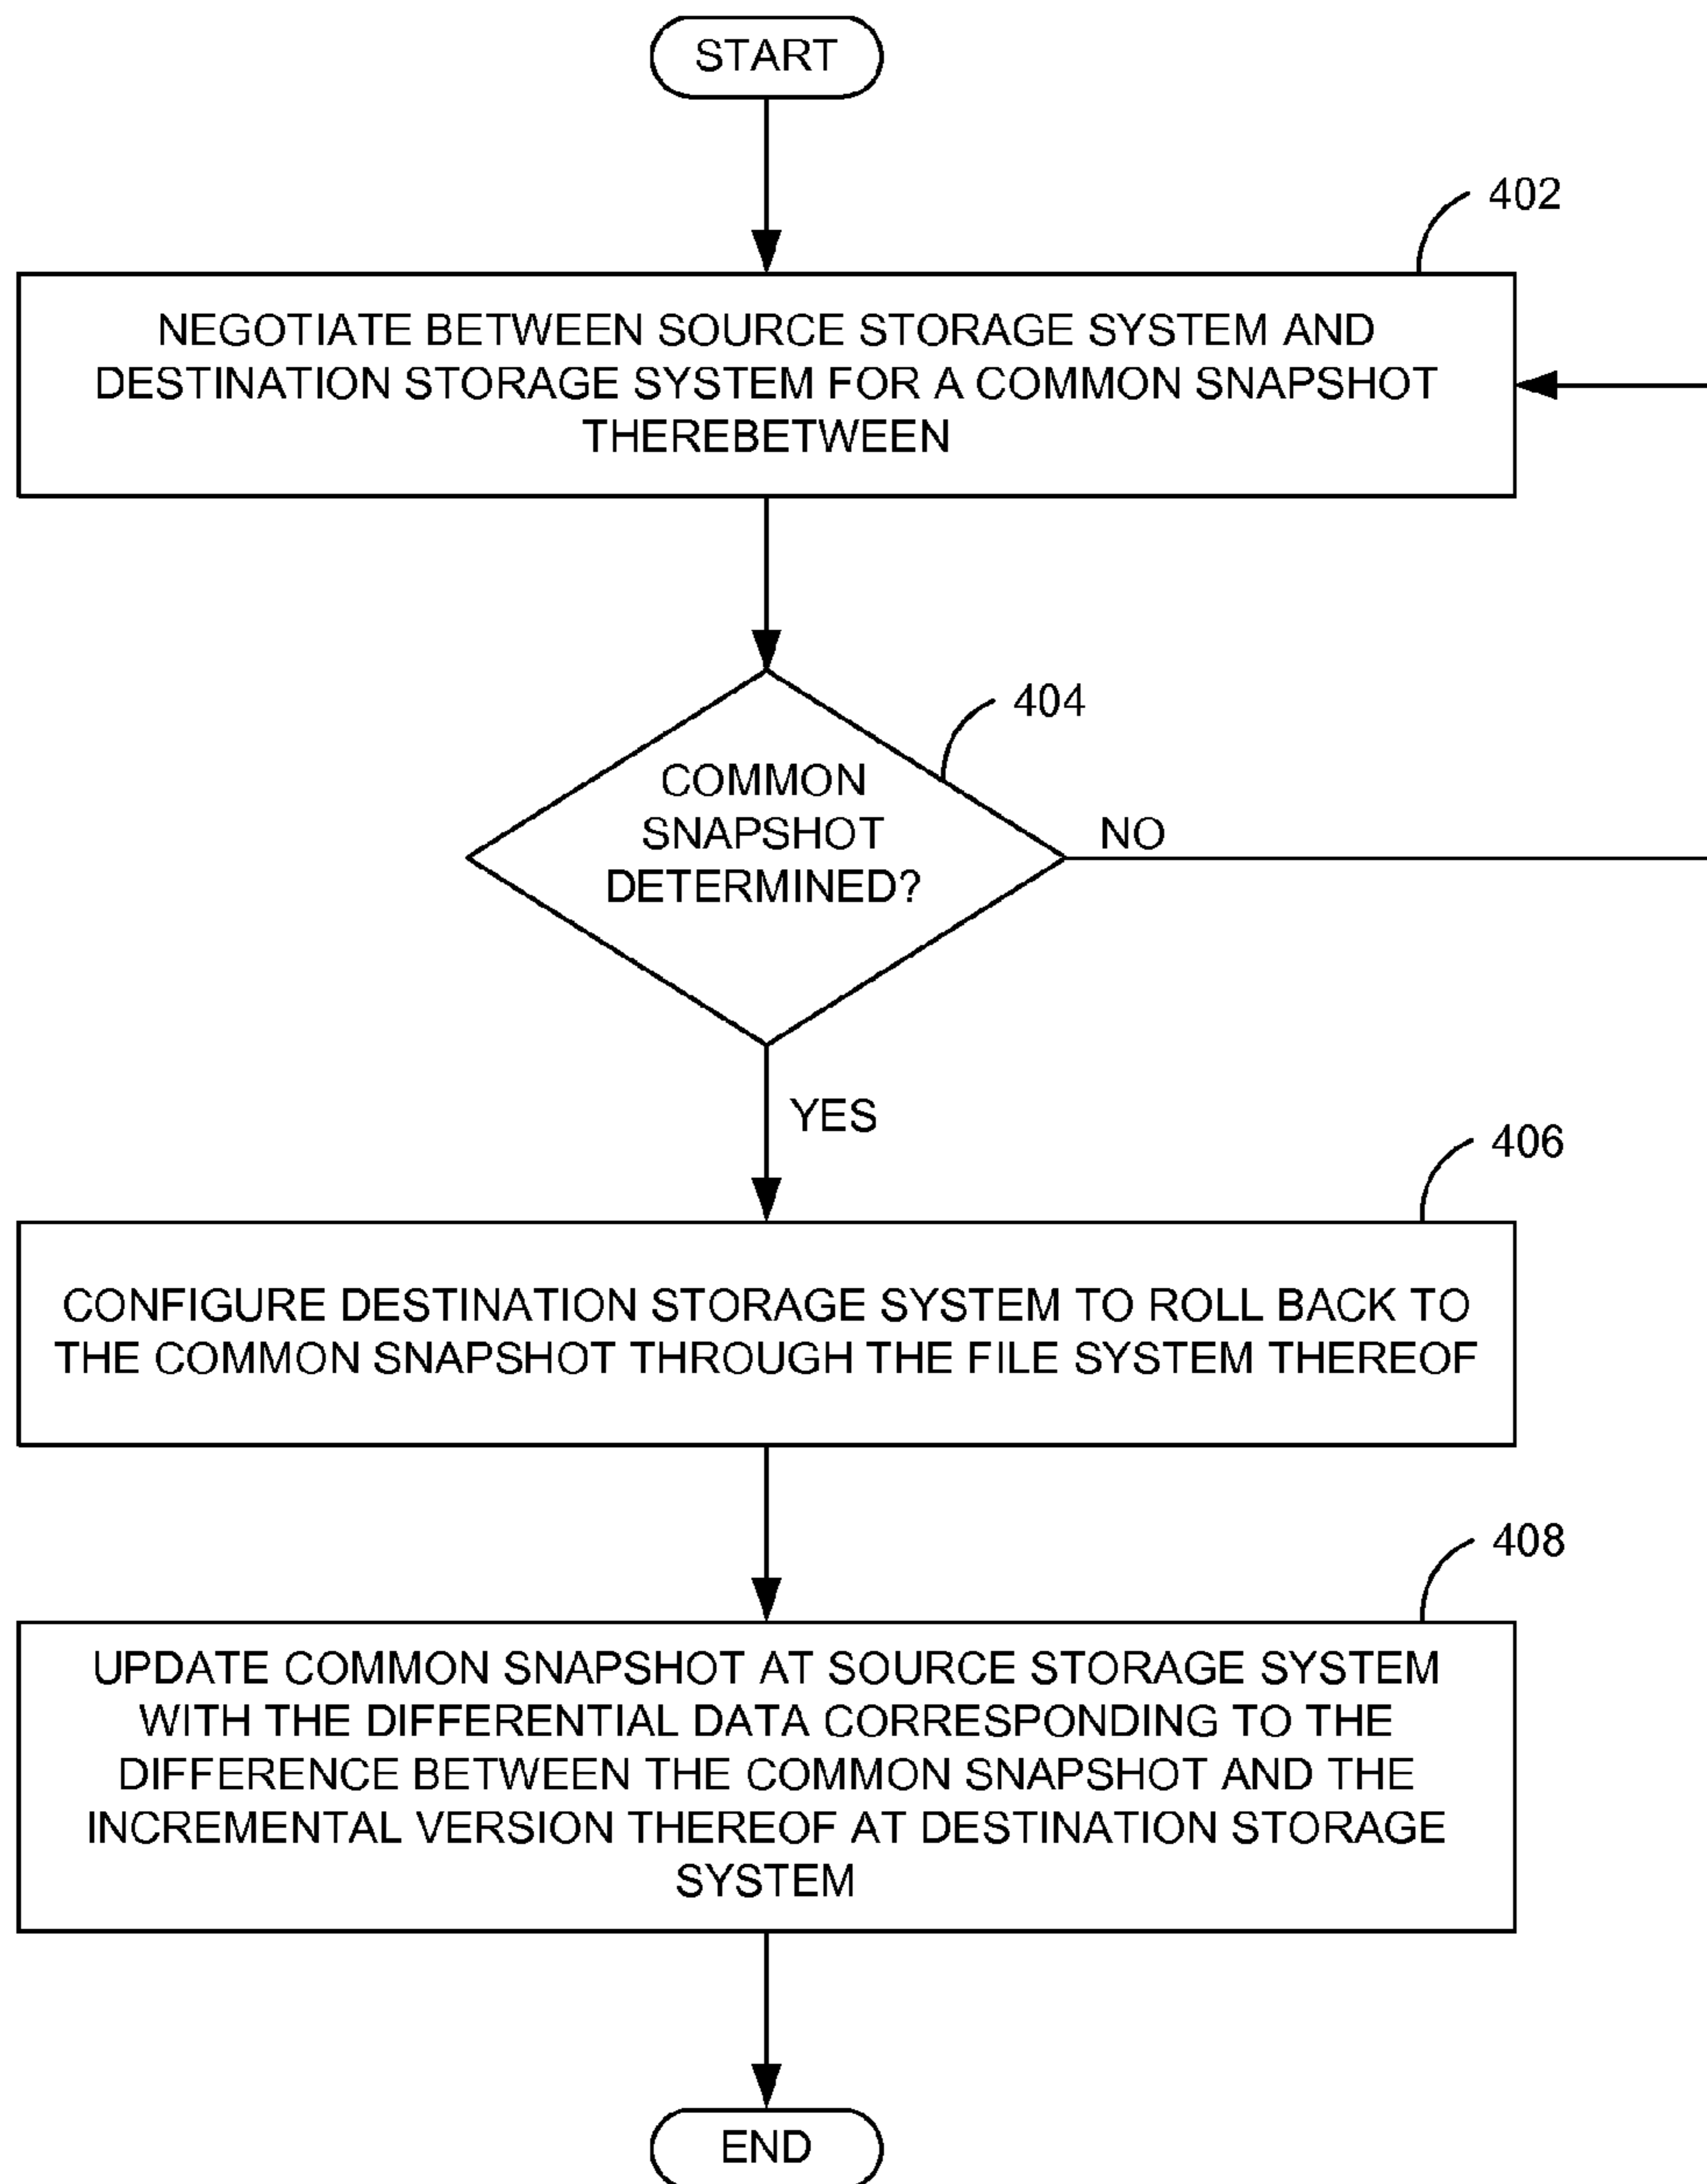 START
402
NEGOTIATE BETWEEN SOURCE STORAGE SYSTEM AND
DESTINATION STORAGE SYSTEM FOR A COMMON SNAPSHOT
THEREBETWEEN
404
COMMON
SNAPSHOT
DETERMINED?
NO
YES
406
CONFIGURE DESTINATION STORAGE SYSTEM TO ROLL BACK TO
THE COMMON SNAPSHOT THROUGH THE FILE SYSTEM THEREOF
408
UPDATE COMMON SNAPSHOT AT SOURCE STORAGE SYSTEM
WITH THE DIFFERENTIAL DATA CORRESPONDING TO THE
DIFFERENCE BETWEEN THE COMMON SNAPSHOT AND THE
INCREMENTAL VERSION THEREOF AT DESTINATION STORAGE
SYSTEM
END